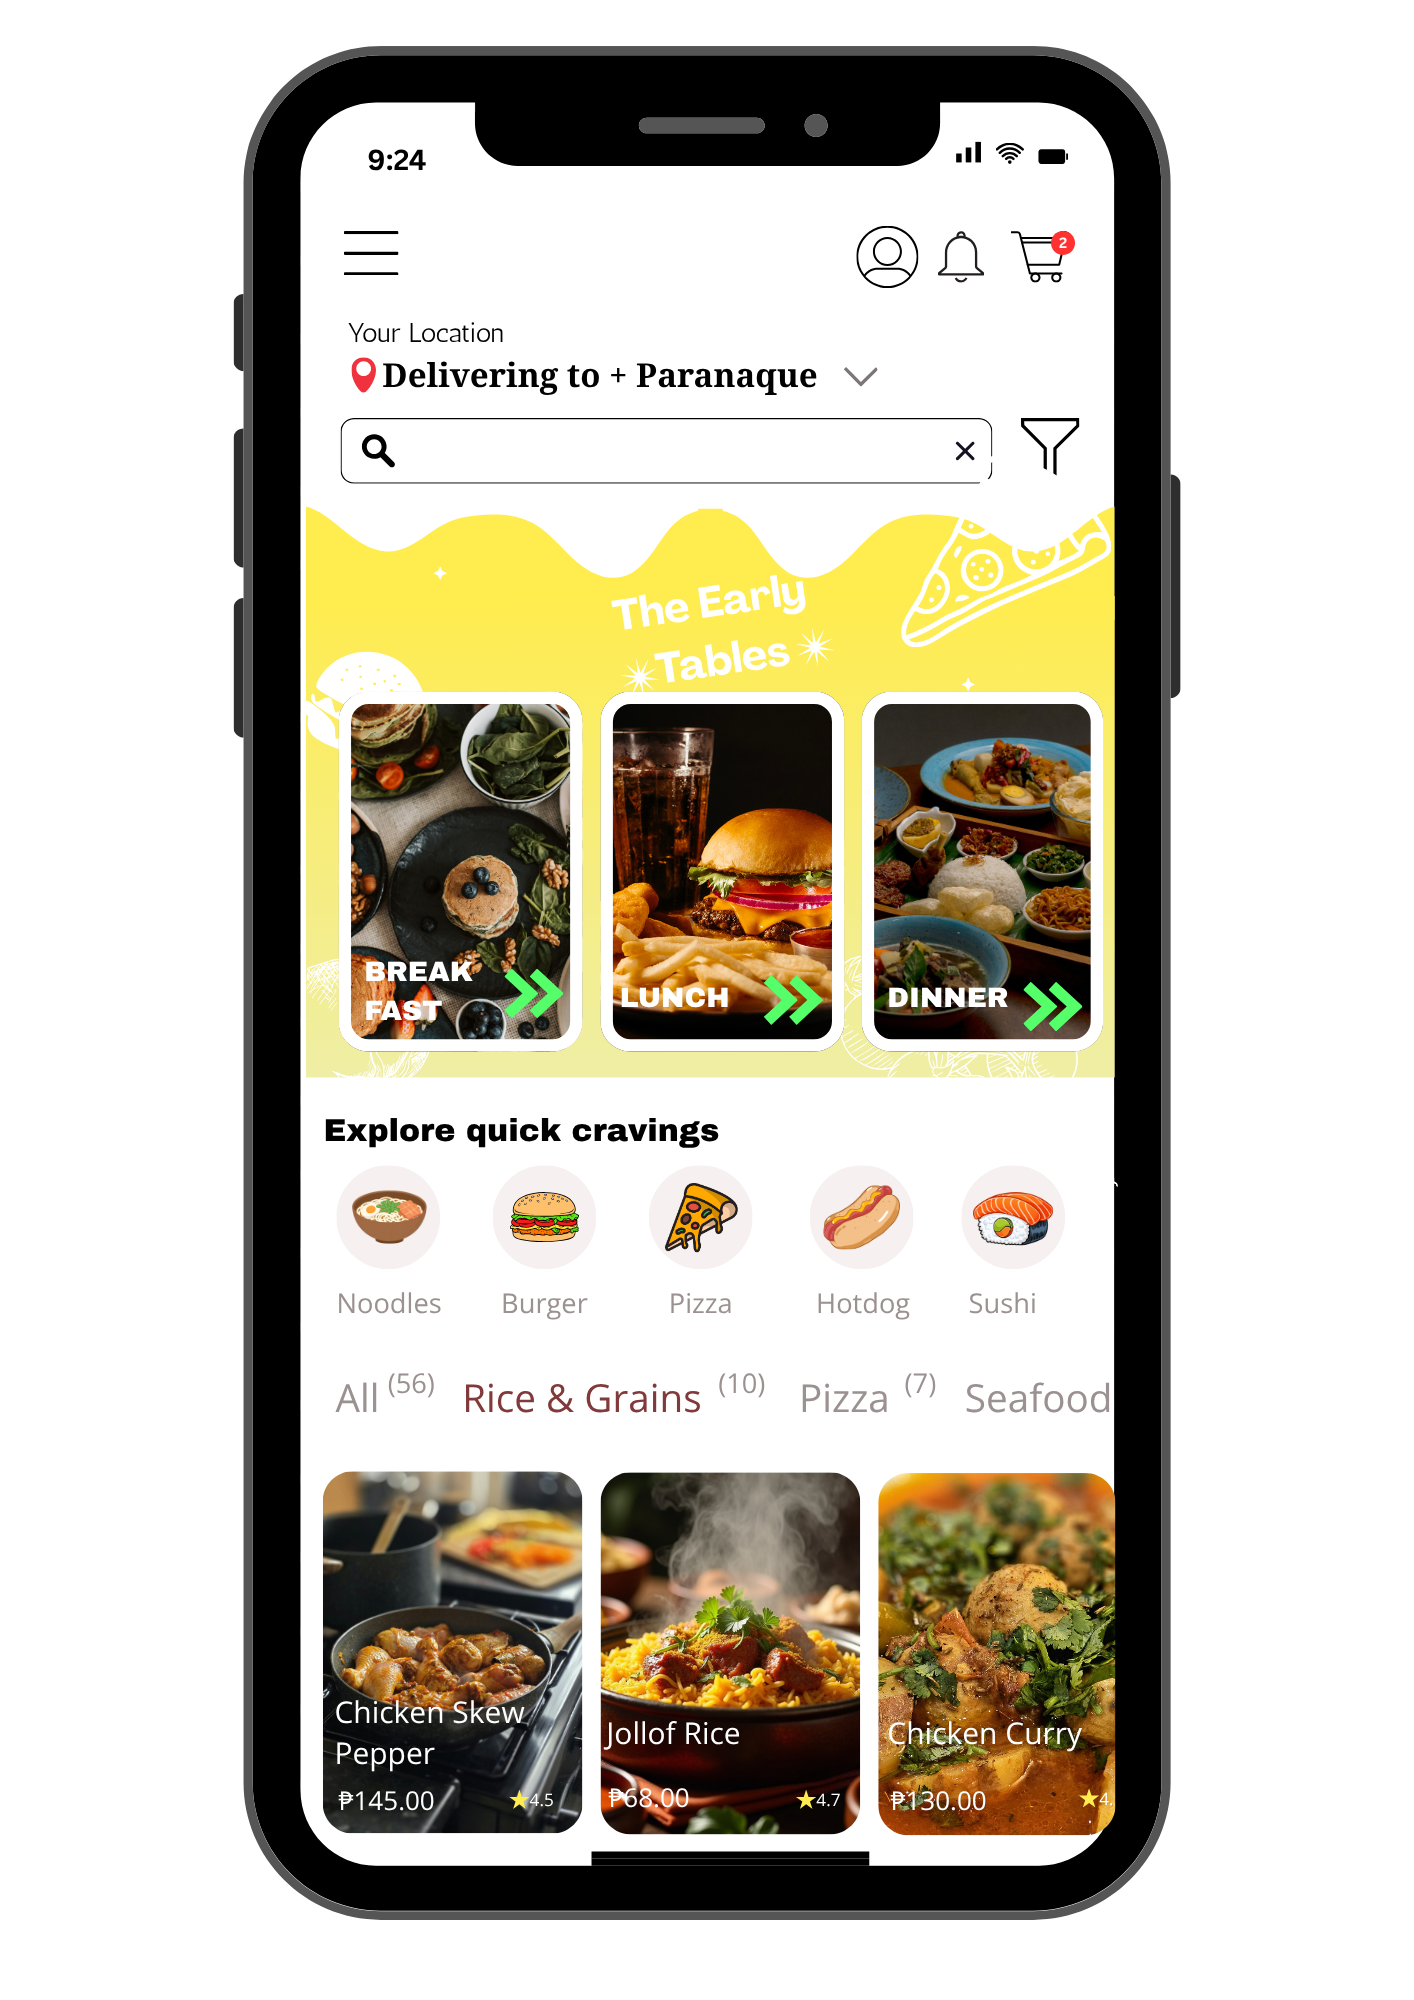 9:24
2
Your Location
Delivering to + Paranaque
The Early
Tables
BREAK
FAST
LUNCH
DINNER
Explore quick cravings
Noodles
Burger
Pizza
Hotdog
Sushi
All (56)
Rice & Grains (10)
Pizza (7)
Seafood
Chicken Skew
Pepper
₱145.00
4.5
Jollof Rice
₱68.00
4.7
Chicken Curry
₱130.00
4.